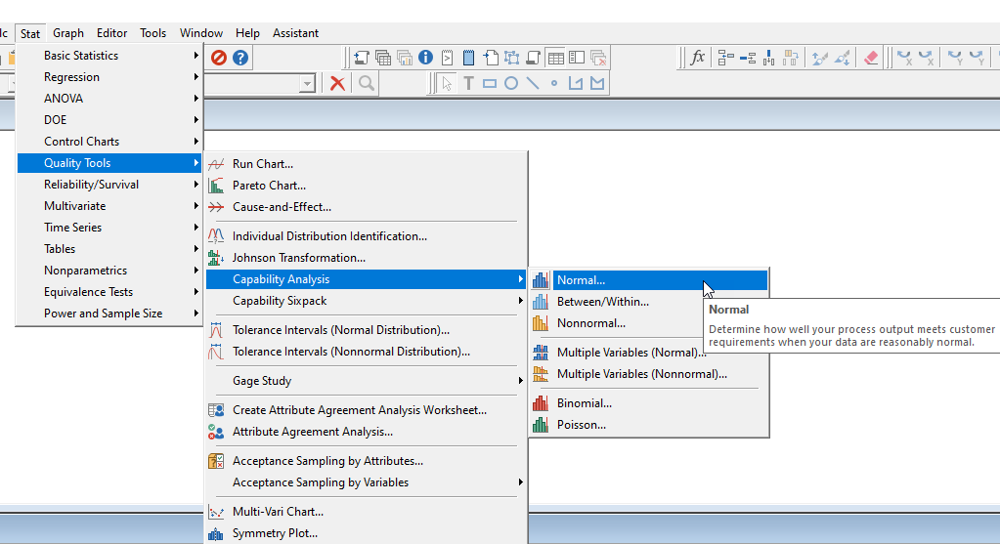 lc Stat Graph Editor Tools Window Help Assistant
Basic Statistics
Regression
ANOVA
DOE
Control Charts
Quality Tools
Reliability/Survival
Multivariate
Time Series
Tables
Nonparametrics
Equivalence Tests
Power and Sample Size
fx
T
Run Chart...
Pareto Chart...
Cause-and-Effect...
Individual Distribution Identification...
Johnson Transformation...
Capability Analysis
Capability Sixpack
Tolerance Intervals (Normal Distribution)...
Tolerance Intervals (Nonnormal Distribution)...
Gage Study
Create Attribute Agreement Analysis Worksheet...
Attribute Agreement Analysis...
Acceptance Sampling by Attributes...
Acceptance Sampling by Variables
Multi-Vari Chart...
Symmetry Plot...
Normal...
Between/Within...
Nonnormal...
Multiple Variables (Normal)...
Multiple Variables (Nonnormal)...
Binomial...
Poisson...
Normal
Determine how well your process output meets customer
requirements when your data are reasonably normal.